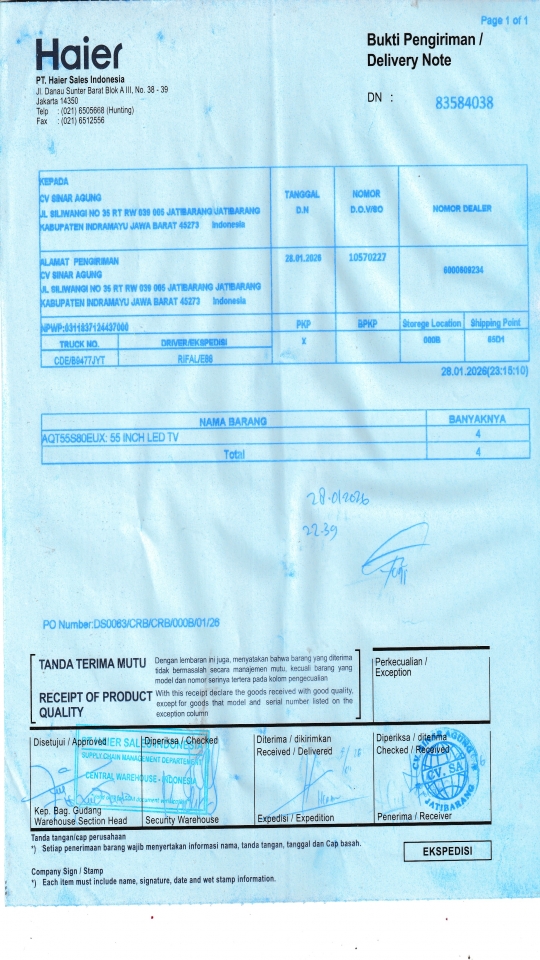 Page 1 of 1
Haier
PT. Haier Sales Indonesia
Jl. Danau Sunter Barat Blok A III, No. 38 - 39
Jakarta 14350
Telp : (021) 6505668 (Hunting)
Fax : (021) 6512556
Bukti Pengiriman /
Delivery Note
DN : 83584038
KEPADA
CV SINAR AGUNG
JL SILIWANGI NO 35 RT RW 039 005 JATIBARANG JATIBARANG
KABUPATEN INDRAMAYU JAWA BARAT 45273 Indonesia
TANGGAL
D.N
NOMOR
D.O.V/SO
NOMOR DEALER
ALAMAT PENGIRIMAN
CV SINAR AGUNG
JL SILIWANGI NO 35 RT RW 039 005 JATIBARANG JATIBARANG
KABUPATEN INDRAMAYU JAWA BARAT 45273 Indonesia
28.01.2026
10570227
6000609234
NPWP:0311837124437000
PKP
BPKP
Storege Location
Shipping Point
TRUCK NO.
DRIVER/EKSPEDISI
X
000B
65D1
CDE/B9477JYT
RIFAL/E86
28.01.2026(23:15:10)
NAMA BARANG
BANYAKNYA
AQT55S80EUX: 55 INCH LED TV
4
Total
4
28-01-2026
22.39
PO Number:DS0063/CRB/CRB/000B/01/26
TANDA TERIMA MUTU
Dengan lembaran ini juga, menyatakan bahwa barang yang diterima
tidak bermasalah secara manajemen mutu, kecuali barang yang
model dan nomor serinya tertera pada kolom pengecualian
RECEIPT OF PRODUCT
QUALITY
With this receipt declare the goods received with good quality,
except for goods that model and serial number listed on the
exception column
Perkecualian /
Exception
Disetujui / Approved
Diperiksa / Checked
Diterima / dikirimkan
Received / Delivered
Diperiksa / diterima
Checked / Received
HAIER SALES INDONESIA
SUPPLY CHAIN MANAGEMENT DEPARTEMENT
CENTRAL WAREHOUSE - INDONESIA
CV. SINAR AGUNG
CV. SA
JATIBARANG
Kep. Bag. Gudang
Warehouse Section Head
Security Warehouse
Expedisi / Expedition
Penerima / Receiver
Tanda tangan/cap perusahaan
*) Setiap penerimaan barang wajib menyertakan informasi nama, tanda tangan, tanggal dan Cap basah.
EKSPEDISI
Company Sign / Stamp
*) Each item must include name, signature, date and wet stamp information.